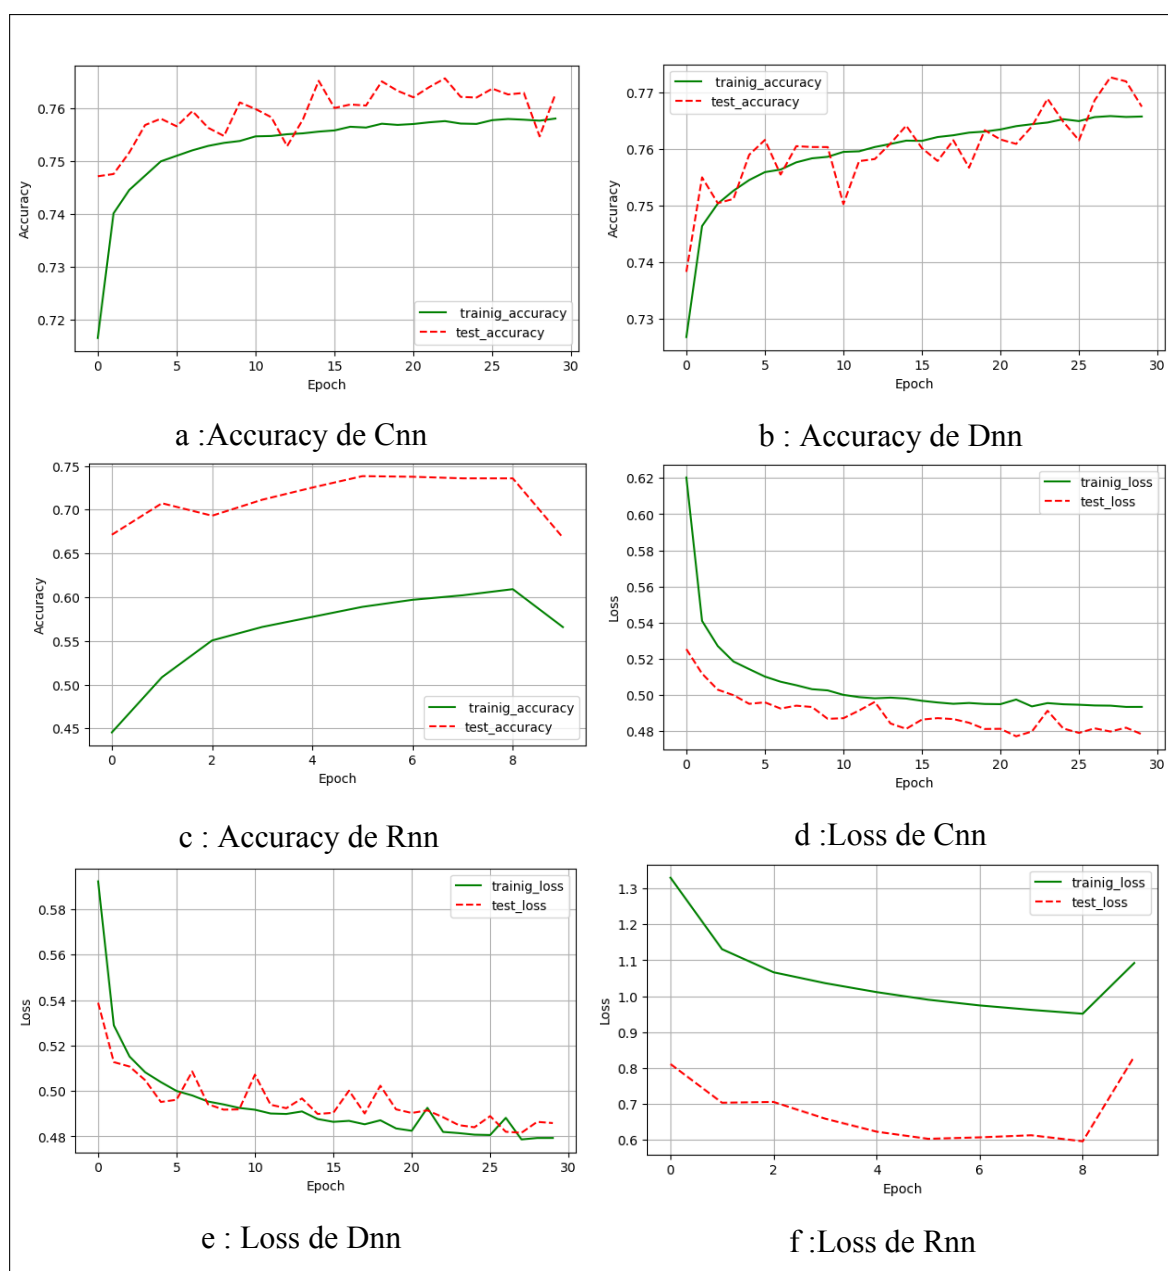 0.76
0.75
0.74
0.73
0.72
Accuracy
trainig_accuracy
test_accuracy
0 5 10 15 20 25 30
Epoch
a :Accuracy de Cnn
0.77
0.76
0.75
0.74
0.73
Accuracy
trainig_accuracy
test_accuracy
0 5 10 15 20 25 30
Epoch
b : Accuracy de Dnn
0.75
0.70
0.65
0.60
0.55
0.50
0.45
Accuracy
trainig_accuracy
test_accuracy
0 2 4 6 8
Epoch
c : Accuracy de Rnn
0.62
0.60
0.58
0.56
0.54
0.52
0.50
0.48
Loss
trainig_loss
test_loss
0 5 10 15 20 25 30
Epoch
d :Loss de Cnn
0.58
0.56
0.54
0.52
0.50
0.48
Loss
trainig_loss
test_loss
0 5 10 15 20 25 30
Epoch
e : Loss de Dnn
1.3
1.2
1.1
1.0
0.9
0.8
0.7
0.6
Loss
trainig_loss
test_loss
0 2 4 6 8
Epoch
f :Loss de Rnn